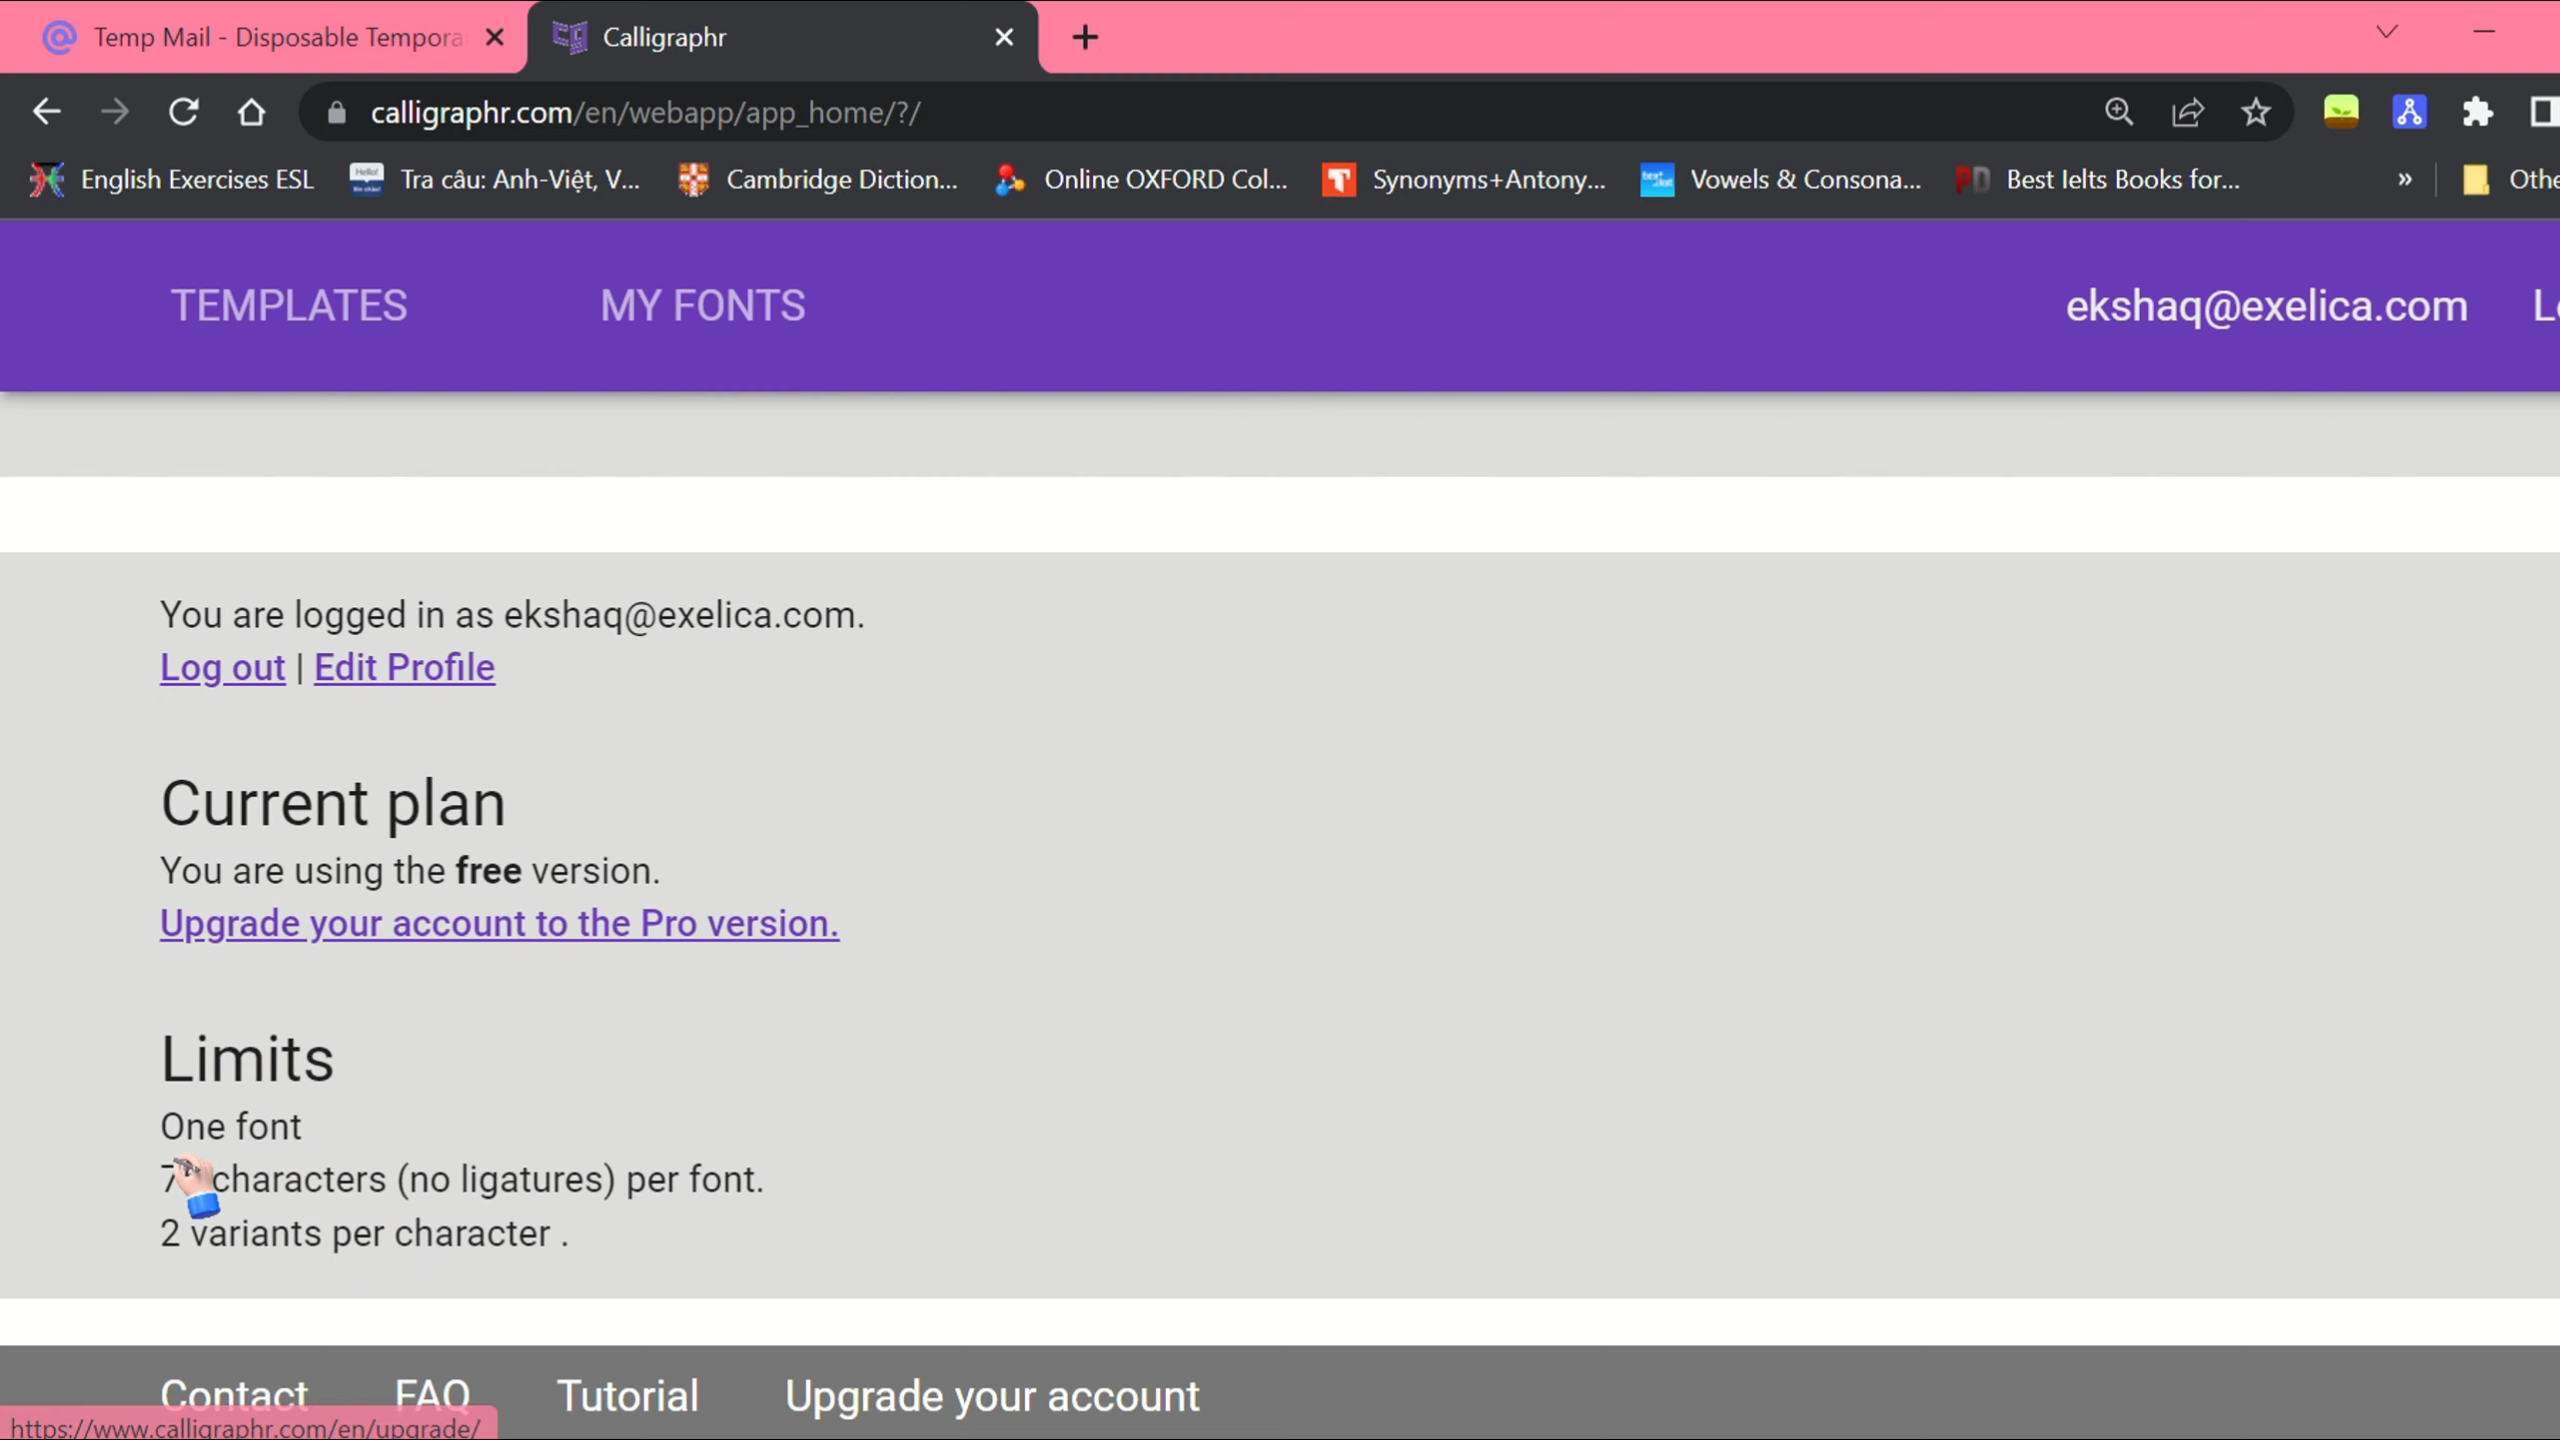 Temp Mail - Disposable Tempora
Calligraphr
calligraphr.com/en/webapp/app_home/?/
English Exercises ESL
Hello!
Tra câu: Anh-Việt, V...
Cambridge Diction...
Online OXFORD Col...
T
Synonyms+Antony...
Vowels & Consona...
PD
Best Ielts Books for...
»
Othe
TEMPLATES
MY FONTS
ekshaq@exelica.com
Lo
You are logged in as ekshaq@exelica.com.
Log out | Edit Profile
Current plan
You are using the free version.
Upgrade your account to the Pro version.
Limits
One font
characters (no ligatures) per font.
2 variants per character .
Contact
FAQ
Tutorial
Upgrade your account
https://www.calligraphr.com/en/upgrade/